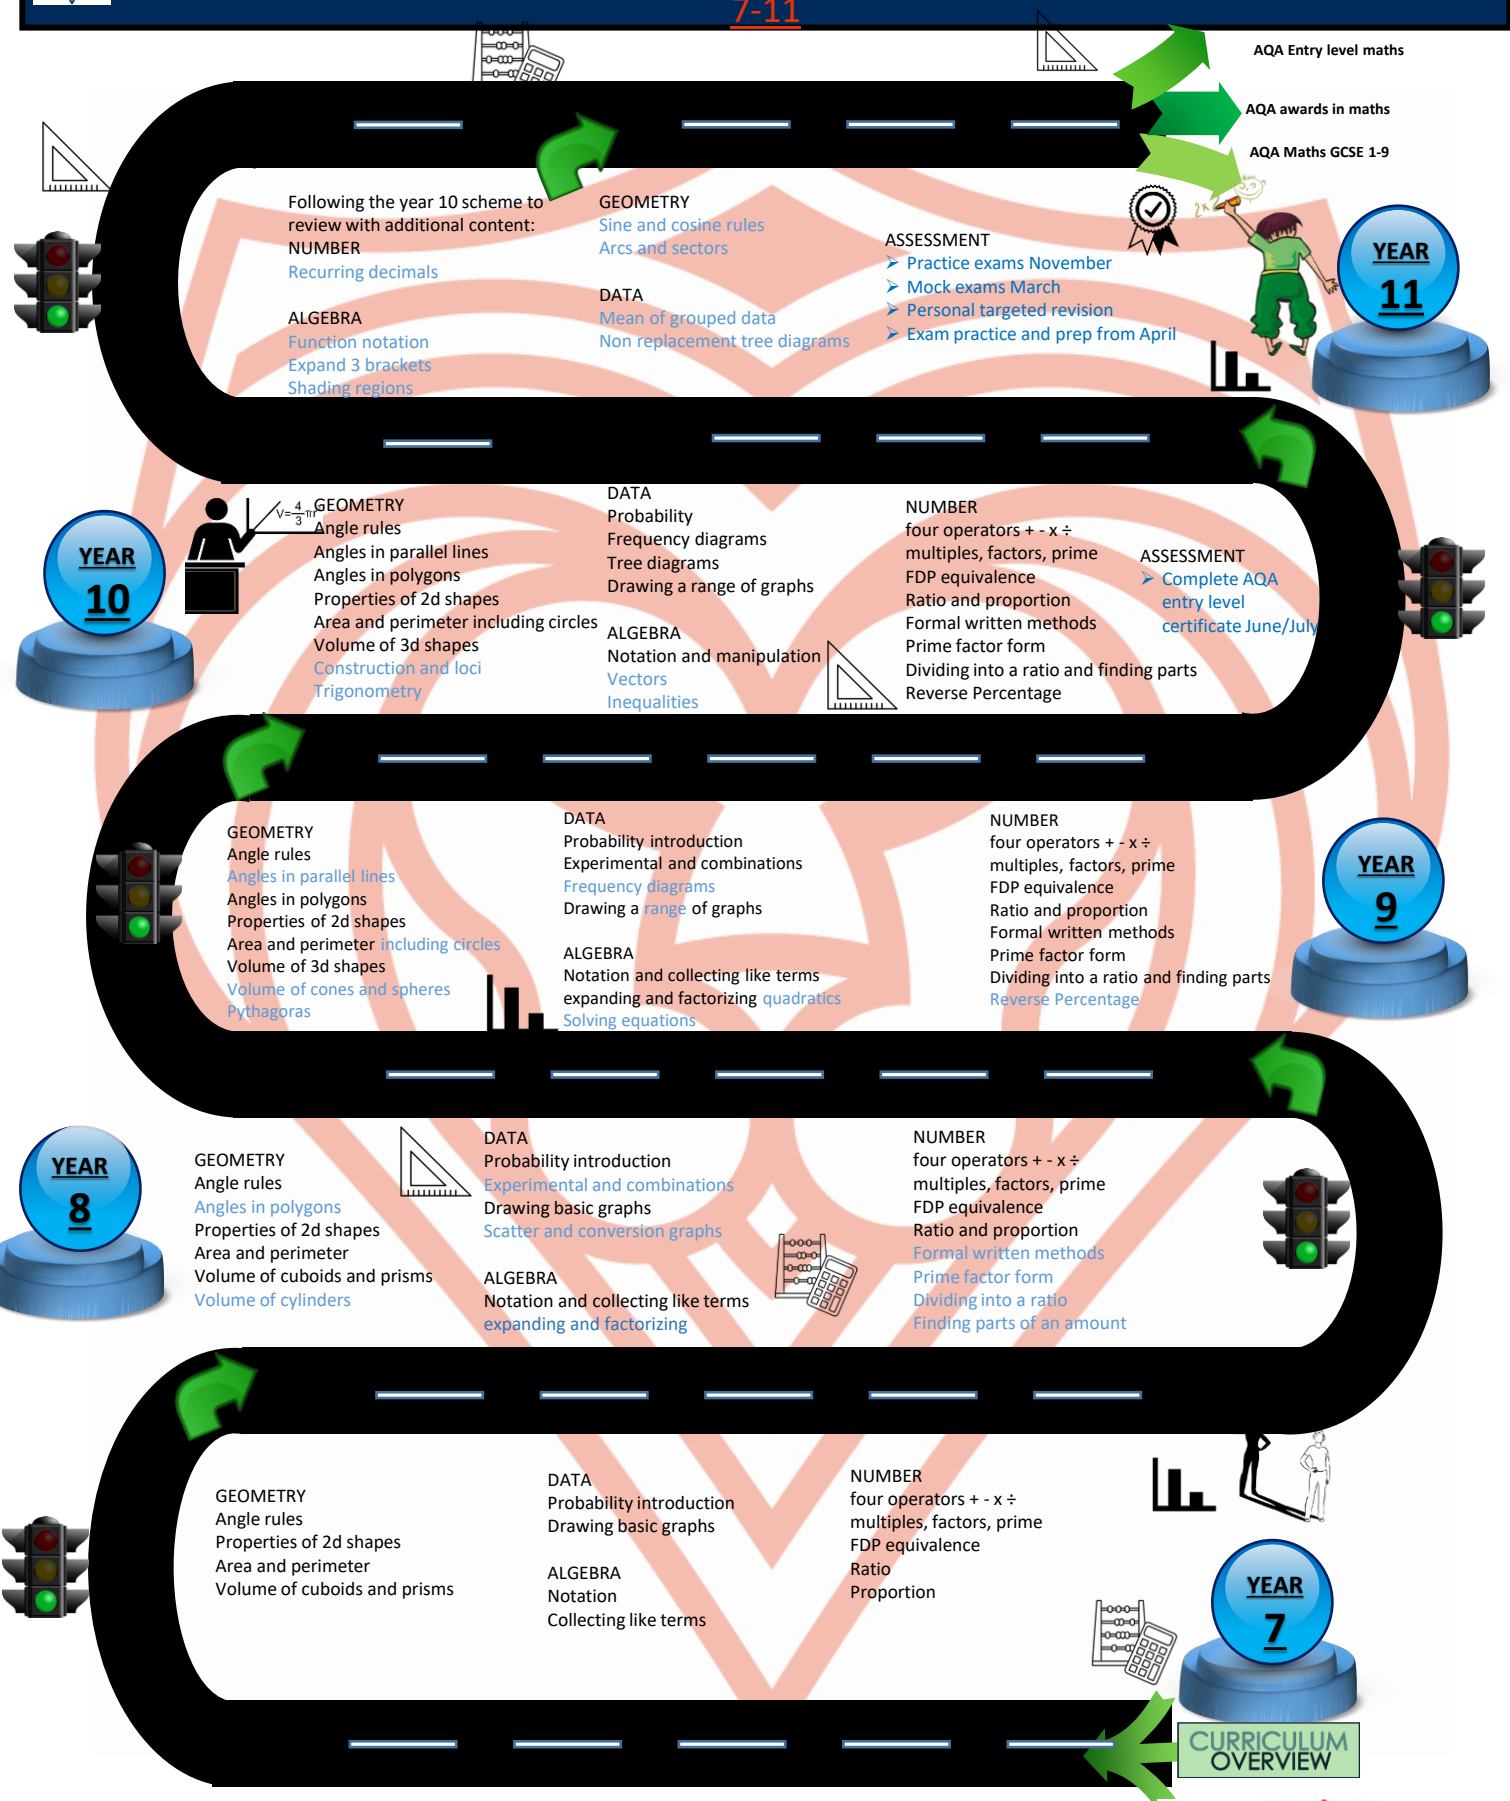 7-11
AQA Entry level maths
AQA awards in maths
AQA Maths GCSE 1-9
Following the year 10 scheme to
review with additional content:
NUMBER
Recurring decimals
ALGEBRA
Function notation
Expand 3 brackets
Shading regions
GEOMETRY
Sine and cosine rules
Arcs and sectors
DATA
Mean of grouped data
Non replacement tree diagrams
ASSESSMENT
➢ Practice exams November
➢ Mock exams March
➢ Personal targeted revision
➢ Exam practice and prep from April
2x
YEAR
11
YEAR
10
V=4/3 πr
GEOMETRY
Angle rules
Angles in parallel lines
Angles in polygons
Properties of 2d shapes
Area and perimeter including circles
Volume of 3d shapes
Construction and loci
Trigonometry
DATA
Probability
Frequency diagrams
Tree diagrams
Drawing a range of graphs
ALGEBRA
Notation and manipulation
Vectors
Inequalities
NUMBER
four operators + - x ÷
multiples, factors, prime
FDP equivalence
Ratio and proportion
Formal written methods
Prime factor form
Dividing into a ratio and finding parts
Reverse Percentage
ASSESSMENT
➢ Complete AQA
entry level
certificate June/July
GEOMETRY
Angle rules
Angles in parallel lines
Angles in polygons
Properties of 2d shapes
Area and perimeter including circles
Volume of 3d shapes
Volume of cones and spheres
Pythagoras
DATA
Probability introduction
Experimental and combinations
Frequency diagrams
Drawing a range of graphs
ALGEBRA
Notation and collecting like terms
expanding and factorizing quadratics
Solving equations
NUMBER
four operators + - x ÷
multiples, factors, prime
FDP equivalence
Ratio and proportion
Formal written methods
Prime factor form
Dividing into a ratio and finding parts
Reverse Percentage
YEAR
9
YEAR
8
GEOMETRY
Angle rules
Angles in polygons
Properties of 2d shapes
Area and perimeter
Volume of cuboids and prisms
Volume of cylinders
DATA
Probability introduction
Experimental and combinations
Drawing basic graphs
Scatter and conversion graphs
ALGEBRA
Notation and collecting like terms
expanding and factorizing
NUMBER
four operators + - x ÷
multiples, factors, prime
FDP equivalence
Ratio and proportion
Formal written methods
Prime factor form
Dividing into a ratio
Finding parts of an amount
GEOMETRY
Angle rules
Properties of 2d shapes
Area and perimeter
Volume of cuboids and prisms
DATA
Probability introduction
Drawing basic graphs
ALGEBRA
Notation
Collecting like terms
NUMBER
four operators + - x ÷
multiples, factors, prime
FDP equivalence
Ratio
Proportion
YEAR
7
CURRICULUM
OVERVIEW